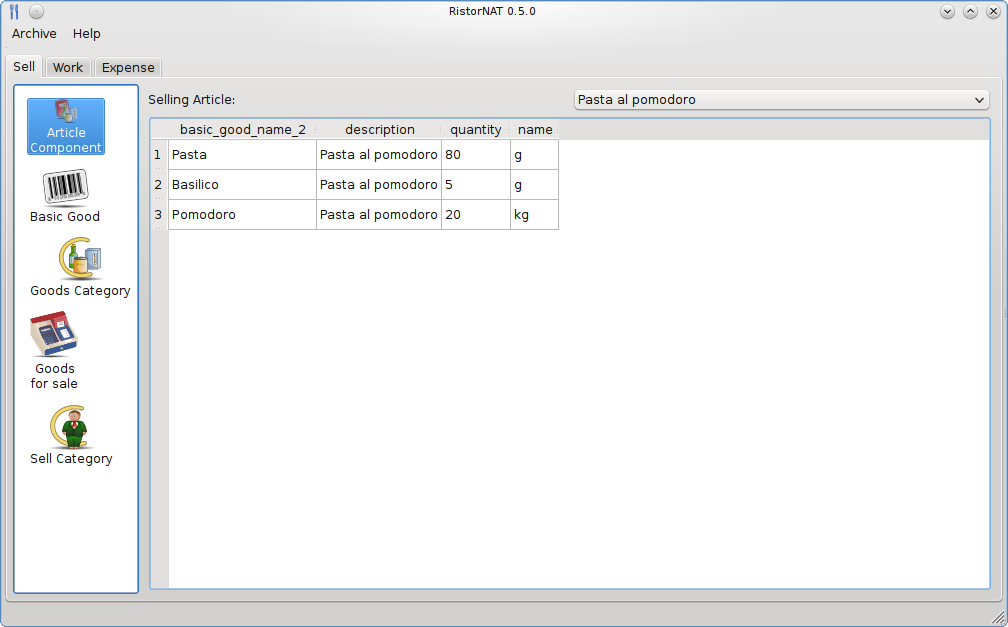 RistorNAT 0.5.0
Archive Help
Sell Work Expense
Article
Component
Basic Good
Goods Category
Goods
for sale
Sell Category
Selling Article: Pasta al pomodoro
basic_good_name_2 description quantity name
1 Pasta Pasta al pomodoro 80 g
2 Basilico Pasta al pomodoro 5 g
3 Pomodoro Pasta al pomodoro 20 kg